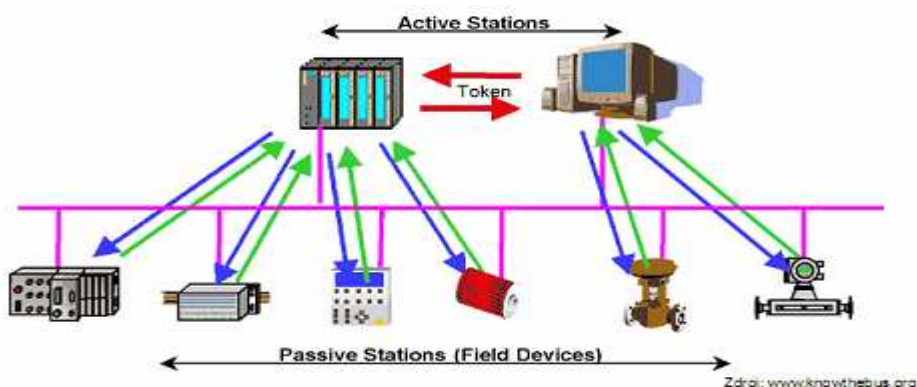 Active Stations
Token
Passive Stations (Field Devices)
Zdroj: www.knowthebus.org